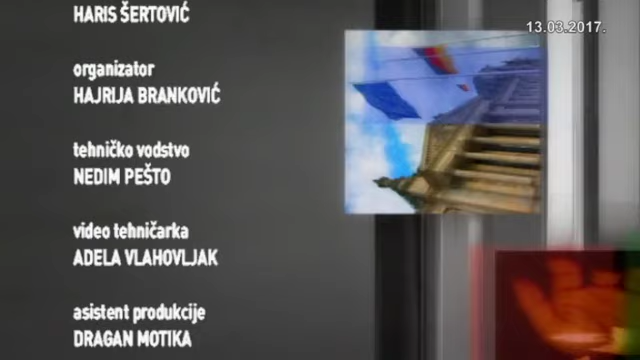 HARIS ŠERTOVIĆ
13.03.2017.
organizator
HAJRIJA BRANKOVIĆ
tehničko vodstvo
NEDIM PEŠTO
video tehničarka
ADELA VLAHOVLJAK
asistent produkcije
DRAGAN MOTIKA